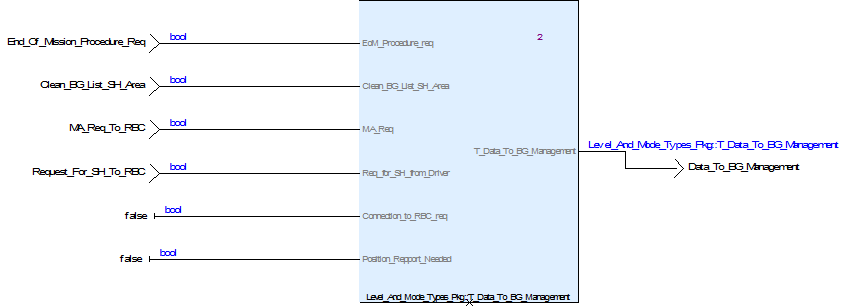 End_Of_Mission_Procedure_Req bool EoM_Procedure_req 2
Clean_BG_List_SH_Area bool Clean_BG_List_SH_Area
MA_Req_To_RBC bool MA_Req
T_Data_To_BG_Management Level_And_Mode_Types_Pkg::T_Data_To_BG_Management
Data_To_BG_Management
Request_For_SH_To_RBC bool Req_for_SH_from_Driver
false bool Connection_to_RBC_req
false bool Position_Repport_Needed
Level_And_Mode_Types_Pkg::T_Data_To_BG_Management